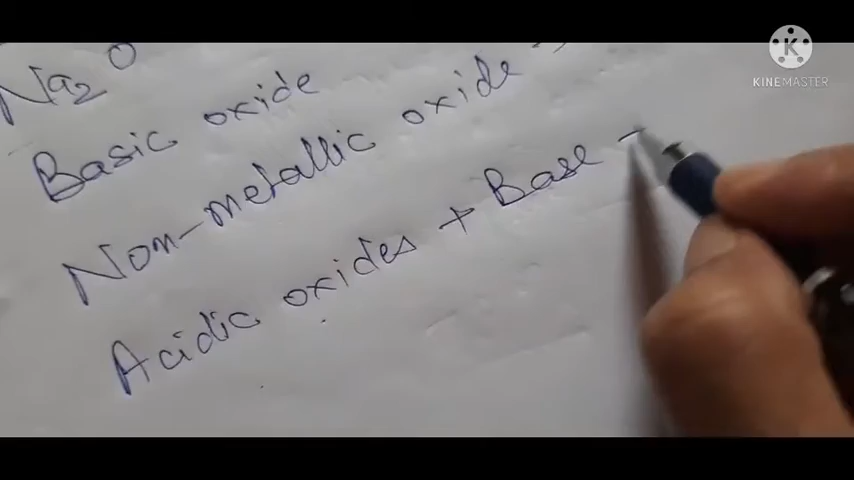 Na₂O
Basic oxide
Non-metallic oxide -
Acidic oxides + Base -
KINEMASTER